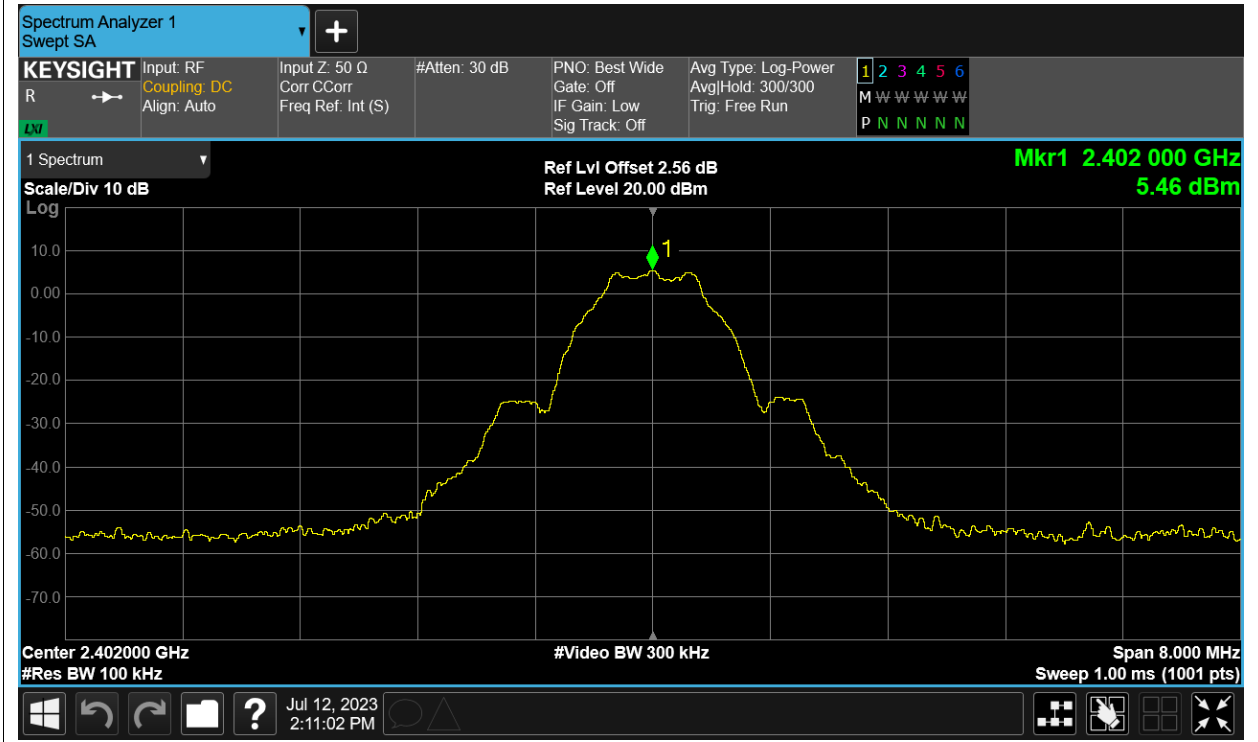 Spectrum Analyzer 1
Swept SA
KEYSIGHT
R
LXI
Input: RF
Coupling: DC
Align: Auto
Input Z: 50 Ω
Corr CCorr
Freq Ref: Int (S)
#Atten: 30 dB
PNO: Best Wide
Gate: Off
IF Gain: Low
Sig Track: Off
Avg Type: Log-Power
Avg|Hold: 300/300
Trig: Free Run
1 2 3 4 5 6
M W W W W W W
P N N N N N N
1 Spectrum
Scale/Div 10 dB
Log
Ref Lvl Offset 2.56 dB
Ref Level 20.00 dBm
Mkr1 2.402 000 GHz
5.46 dBm
1
10.0
0.00
-10.0
-20.0
-30.0
-40.0
-50.0
-60.0
-70.0
Center 2.402000 GHz
#Res BW 100 kHz
#Video BW 300 kHz
Span 8.000 MHz
Sweep 1.00 ms (1001 pts)
?
Jul 12, 2023
2:11:02 PM